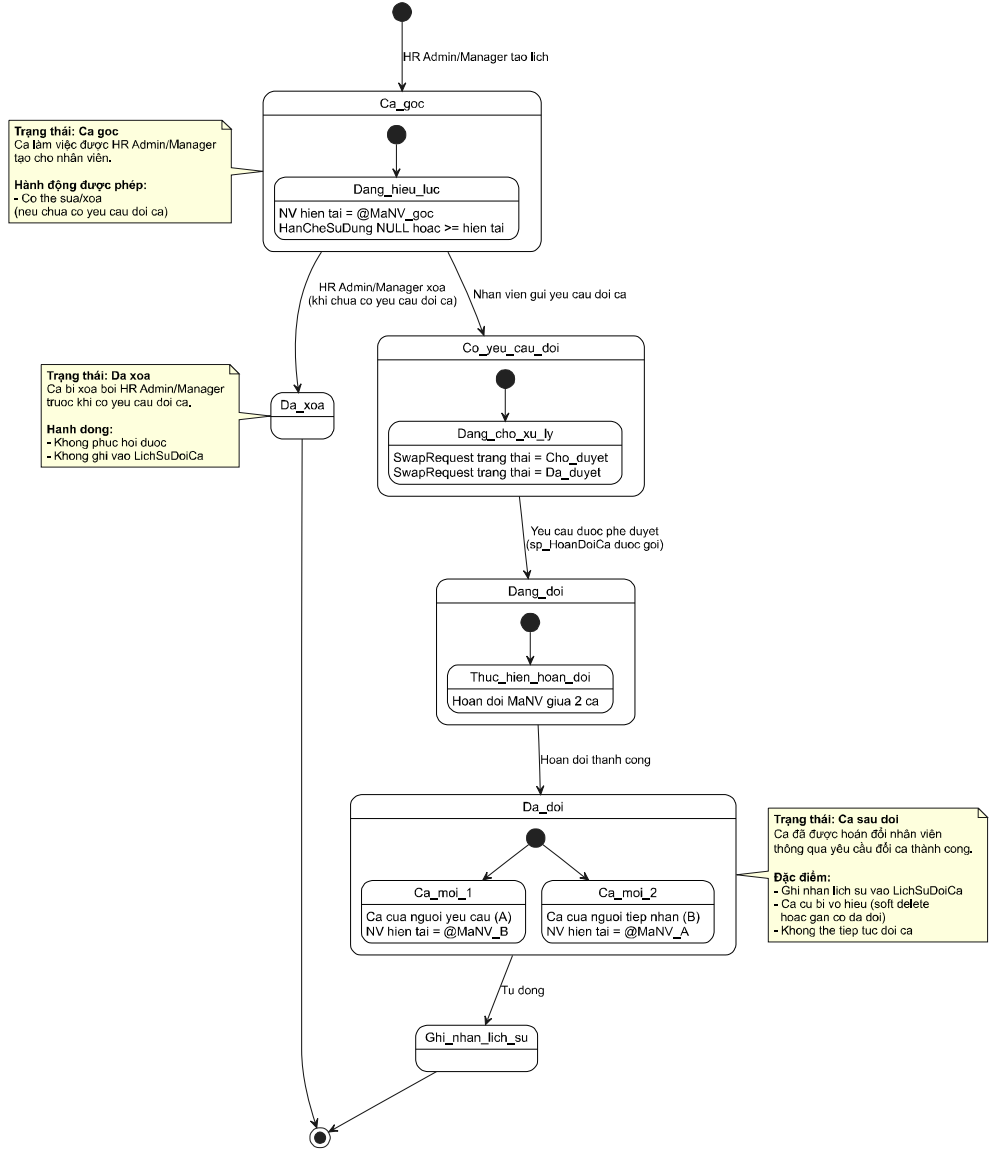 HR Admin/Manager tao lich
Ca_goc
Trạng thái: Ca goc
Ca làm việc được HR Admin/Manager
tạo cho nhân viên.
Hành động được phép:
- Co the sua/xoa
(neu chua co yeu cau doi ca)
Dang_hieu_luc
NV hien tai = @MaNV_goc
HanCheSuDung NULL hoac >= hien tai
HR Admin/Manager xoa
(khi chua co yeu cau doi ca)
Nhan vien gui yeu cau doi ca
Co_yeu_cau_doi
Trạng thái: Da xoa
Ca bi xoa boi HR Admin/Manager
truoc khi co yeu cau doi ca.
Hanh dong:
- Khong phuc hoi duoc
- Khong ghi vao LichSuDoiCa
Da_xoa
Dang_cho_xu_ly
SwapRequest trang thai = Cho_duyet
SwapRequest trang thai = Da_duyet
Yeu cau duoc phe duyet
(sp_HoanDoiCa duoc goi)
Dang_doi
Thuc_hien_hoan_doi
Hoan doi MaNV giua 2 ca
Hoan doi thanh cong
Da_doi
Ca_moi_1
Ca cua nguoi yeu cau (A)
NV hien tai = @MaNV_B
Ca_moi_2
Ca cua nguoi tiep nhan (B)
NV hien tai = @MaNV_A
Trạng thái: Ca sau doi
Ca đã được hoán đổi nhân viên
thông qua yêu cầu đổi ca thành cong.
Đặc điểm:
- Ghi nhan lich su vao LichSuDoiCa
- Ca cu bi vo hieu (soft delete
hoac gan co da doi)
- Khong the tiep tuc doi ca
Tu dong
Ghi_nhan_lich_su